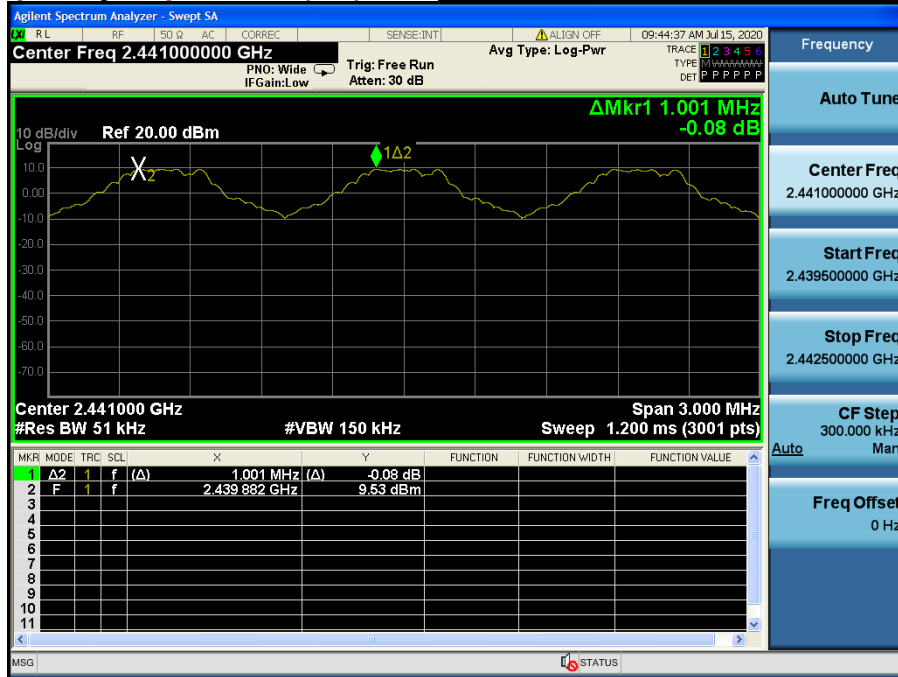 Agilent Spectrum Analyzer - Swept SA
LXI RL RF 50 Ω AC CORREC SENSE:INT ALIGN OFF 09:44:37 AM Jul 15, 2020
Center Freq 2.441000000 GHz
PNO: Wide
IFGain:Low
Trig: Free Run
Atten: 30 dB
Avg Type: Log-Pwr
TRACE 1 2 3 4 5 6
TYPE M WWWWW
DET P P P P P P
ΔMkr1 1.001 MHz
-0.08 dB
10 dB/div Ref 20.00 dBm
Log
1Δ2
X2
10.0
0.00
-10.0
-20.0
-30.0
-40.0
-50.0
-60.0
-70.0
Center 2.441000 GHz Span 3.000 MHz
#Res BW 51 kHz #VBW 150 kHz Sweep 1.200 ms (3001 pts)
MKR MODE TRC SCL X Y FUNCTION FUNCTION WIDTH FUNCTION VALUE
1 Δ2 1 f (Δ) 1.001 MHz (Δ) -0.08 dB
2 F 1 f 2.439 882 GHz 9.53 dBm
3
4
5
6
7
8
9
10
11
MSG STATUS
Frequency
Auto Tune
Center Freq
2.441000000 GHz
Start Freq
2.439500000 GHz
Stop Freq
2.442500000 GHz
CF Step
300.000 kHz
Auto Man
Freq Offset
0 Hz